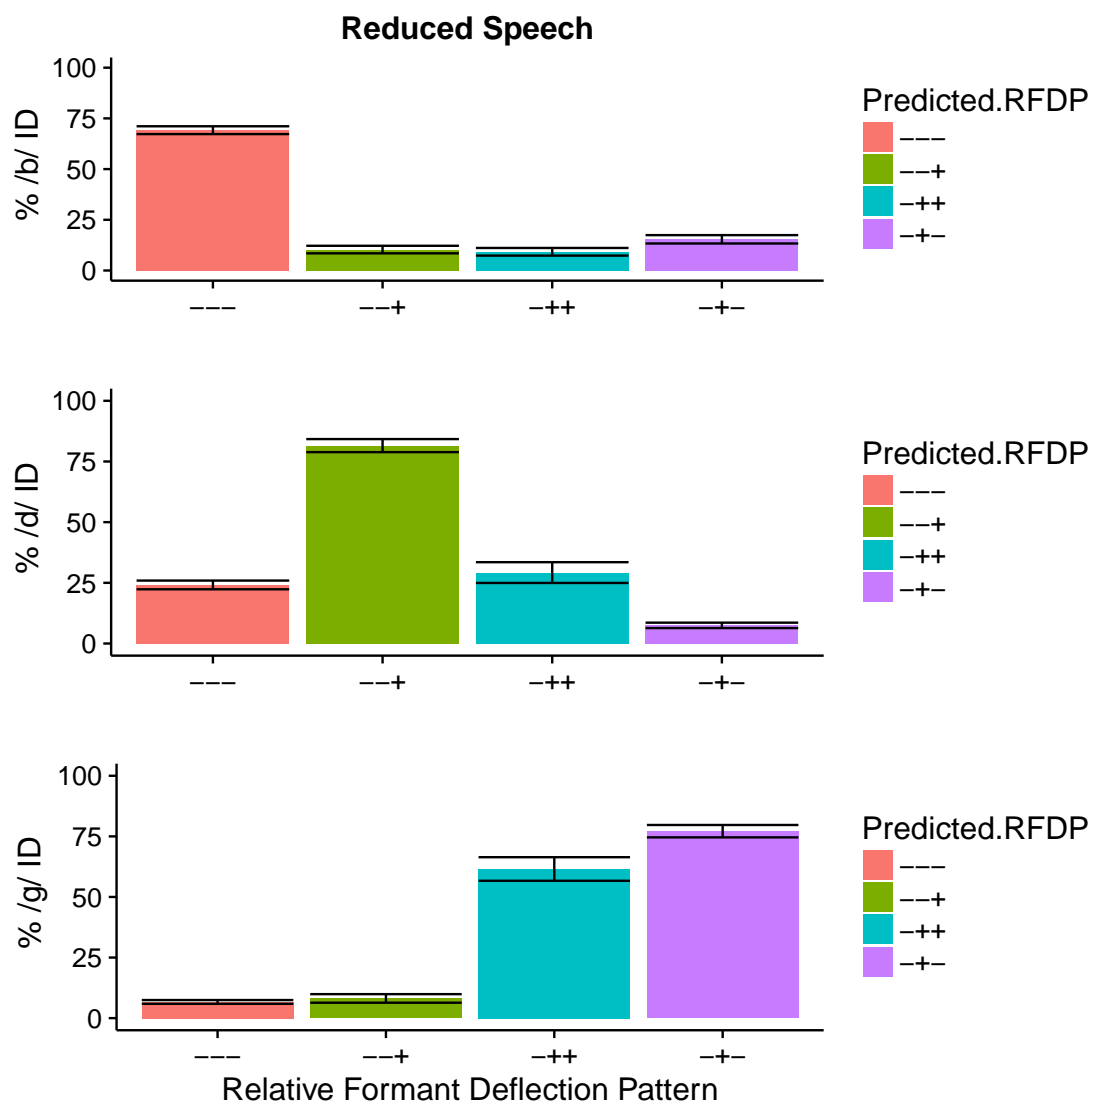 Reduced Speech
% /b/ ID
100
75
50
25
0
––– ––+ –++ –+–
Predicted.RFDP
–––
––+
–++
–+–
% /d/ ID
100
75
50
25
0
––– ––+ –++ –+–
Predicted.RFDP
–––
––+
–++
–+–
% /g/ ID
100
75
50
25
0
––– ––+ –++ –+–
Relative Formant Deflection Pattern
Predicted.RFDP
–––
––+
–++
–+–